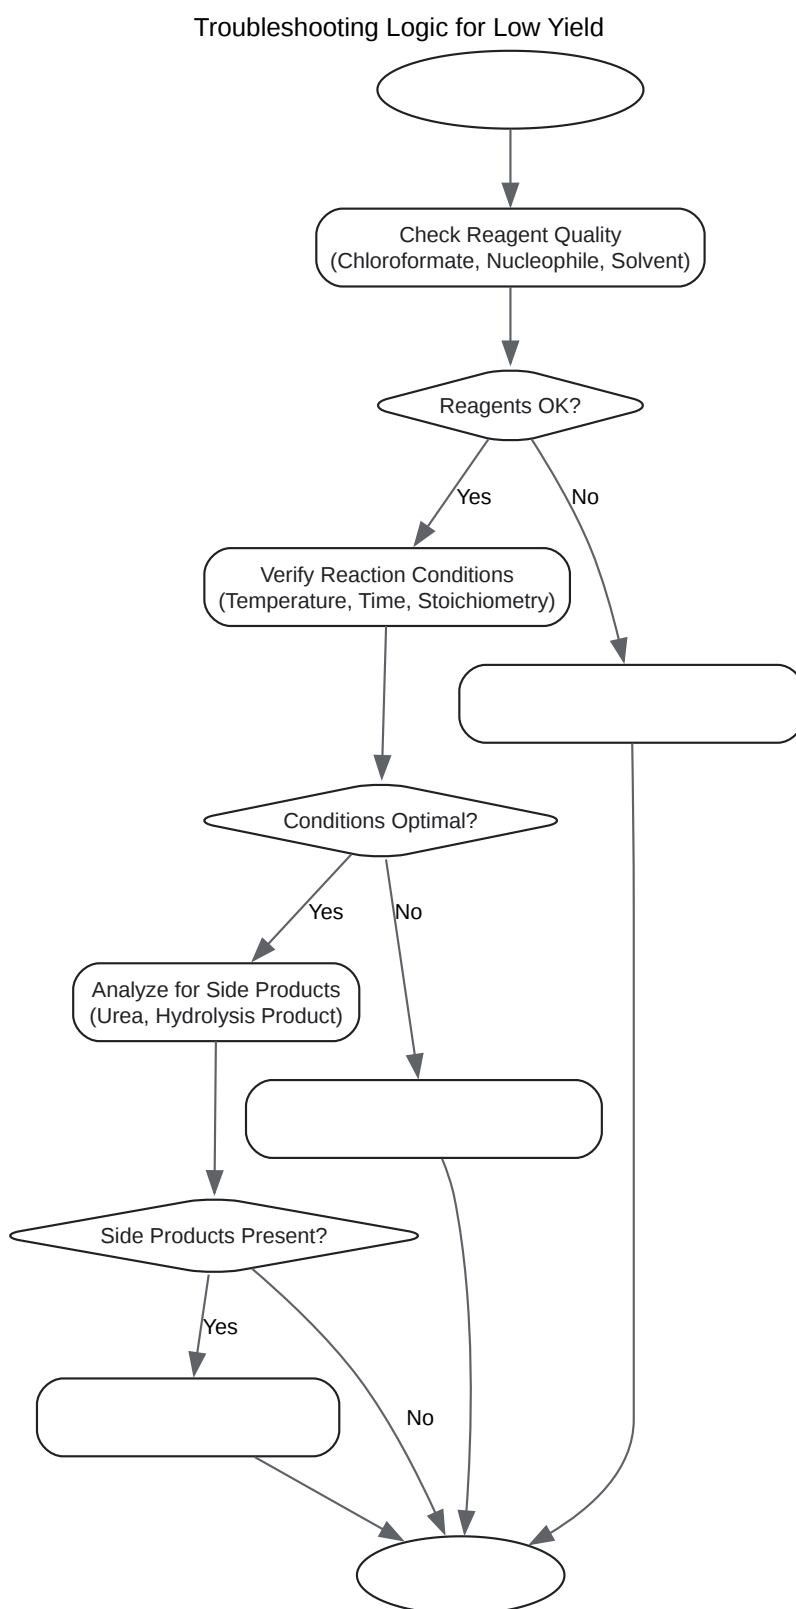 Troubleshooting Logic for Low Yield
Check Reagent Quality
(Chloroformate, Nucleophile, Solvent)
Reagents OK?
Yes
No
Verify Reaction Conditions
(Temperature, Time, Stoichiometry)
Conditions Optimal?
Yes
No
Analyze for Side Products
(Urea, Hydrolysis Product)
Side Products Present?
Yes
No